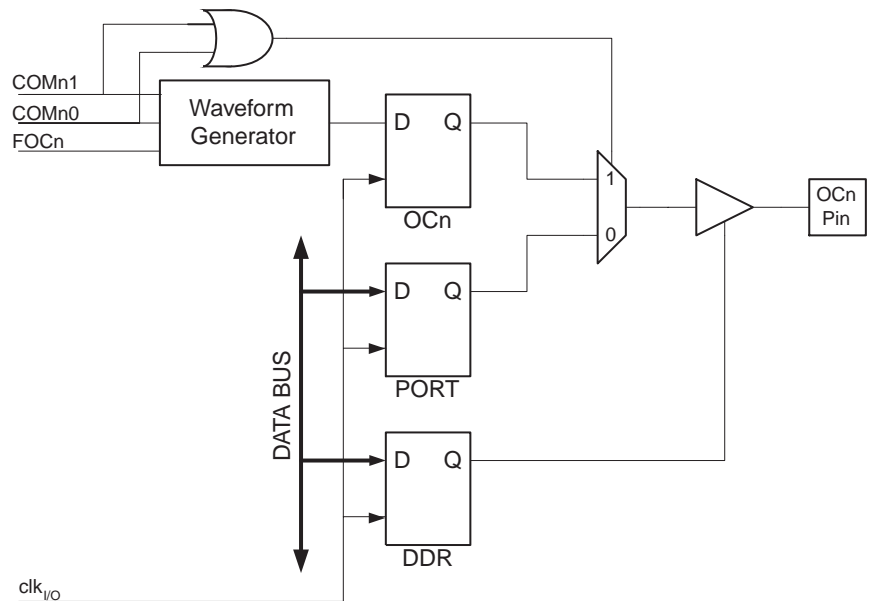 COMn1
COMn0
FOCn
Waveform
Generator
D Q
OCn
1
0
OCn
Pin
D Q
PORT
DATA BUS
D Q
DDR
clkI/O